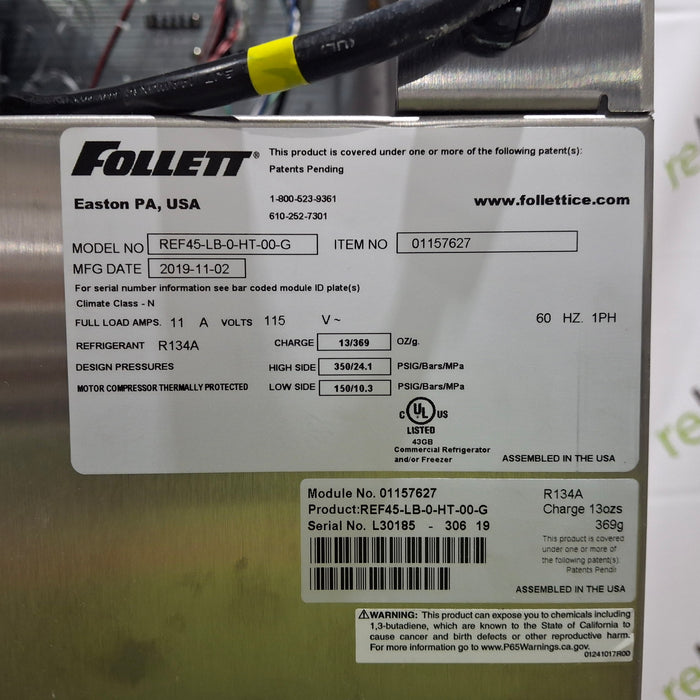 FOLLETT®
This product is covered under one or more of the following patent(s):
Patents Pending
Easton PA, USA
1-800-523-9361
610-252-7301
www.follettice.com
MODEL NO REF45-LB-0-HT-00-G ITEM NO 01157627
MFG DATE 2019-11-02
For serial number information see bar coded module ID plate(s)
Climate Class - N
FULL LOAD AMPS. 11 A VOLTS 115 V~ 60 HZ. 1PH
REFRIGERANT R134A CHARGE 13/369 OZ/g.
DESIGN PRESSURES HIGH SIDE 350/24.1 PSIG/Bars/MPa
MOTOR COMPRESSOR THERMALLY PROTECTED LOW SIDE 150/10.3 PSIG/Bars/MPa
C UL US
LISTED
43GB
Commercial Refrigerator
and/or Freezer
ASSEMBLED IN THE USA
Module No. 01157627 R134A
Product:REF45-LB-0-HT-00-G Charge 13ozs
Serial No. L30185 - 306 19 369g
This product is covered
under one or more of
the following patent(s):
Patents Pendir
ASSEMBLED IN THE USA
⚠WARNING: This product can expose you to chemicals including
1,3-butadiene, which are known to the State of California to
cause cancer and birth defects or other reproductive harm.
For more information go to www.P65Warnings.ca.gov.
01241017R00